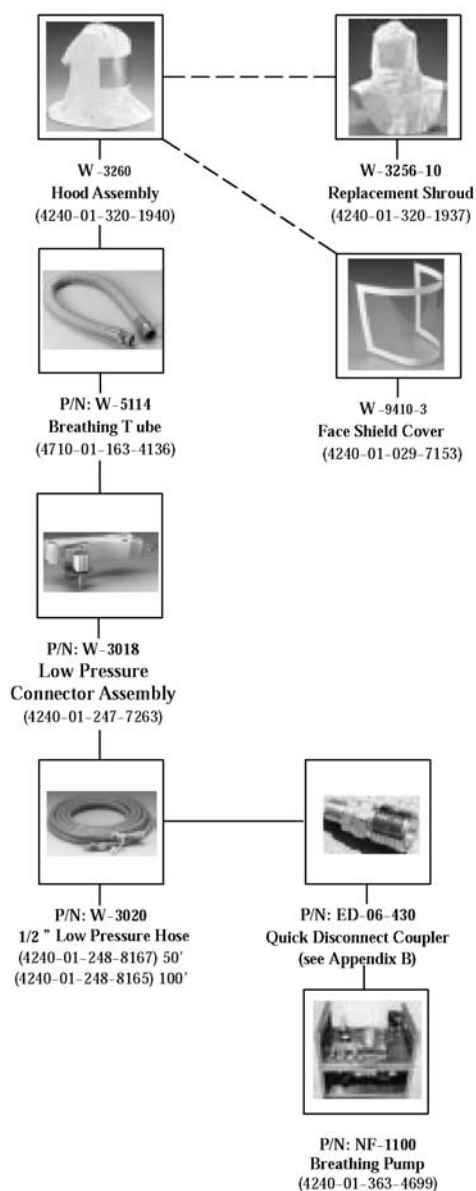 W-3260
Hood Assembly
(4240-01-320-1940)
W-3256-10
Replacement Shroud
(4240-01-320-1937)
P/N: W-5114
Breathing T ube
(4710-01-163-4136)
W-9410-3
Face Shield Cover
(4240-01-029-7153)
P/N: W-3018
Low Pressure
Connector Assembly
(4240-01-247-7263)
P/N: W-3020
1/2 " Low Pressure Hose
(4240-01-248-8167) 50'
(4240-01-248-8165) 100'
P/N: ED-06-430
Quick Disconnect Coupler
(see Appendix B)
P/N: NF-1100
Breathing Pump
(4240-01-363-4699)